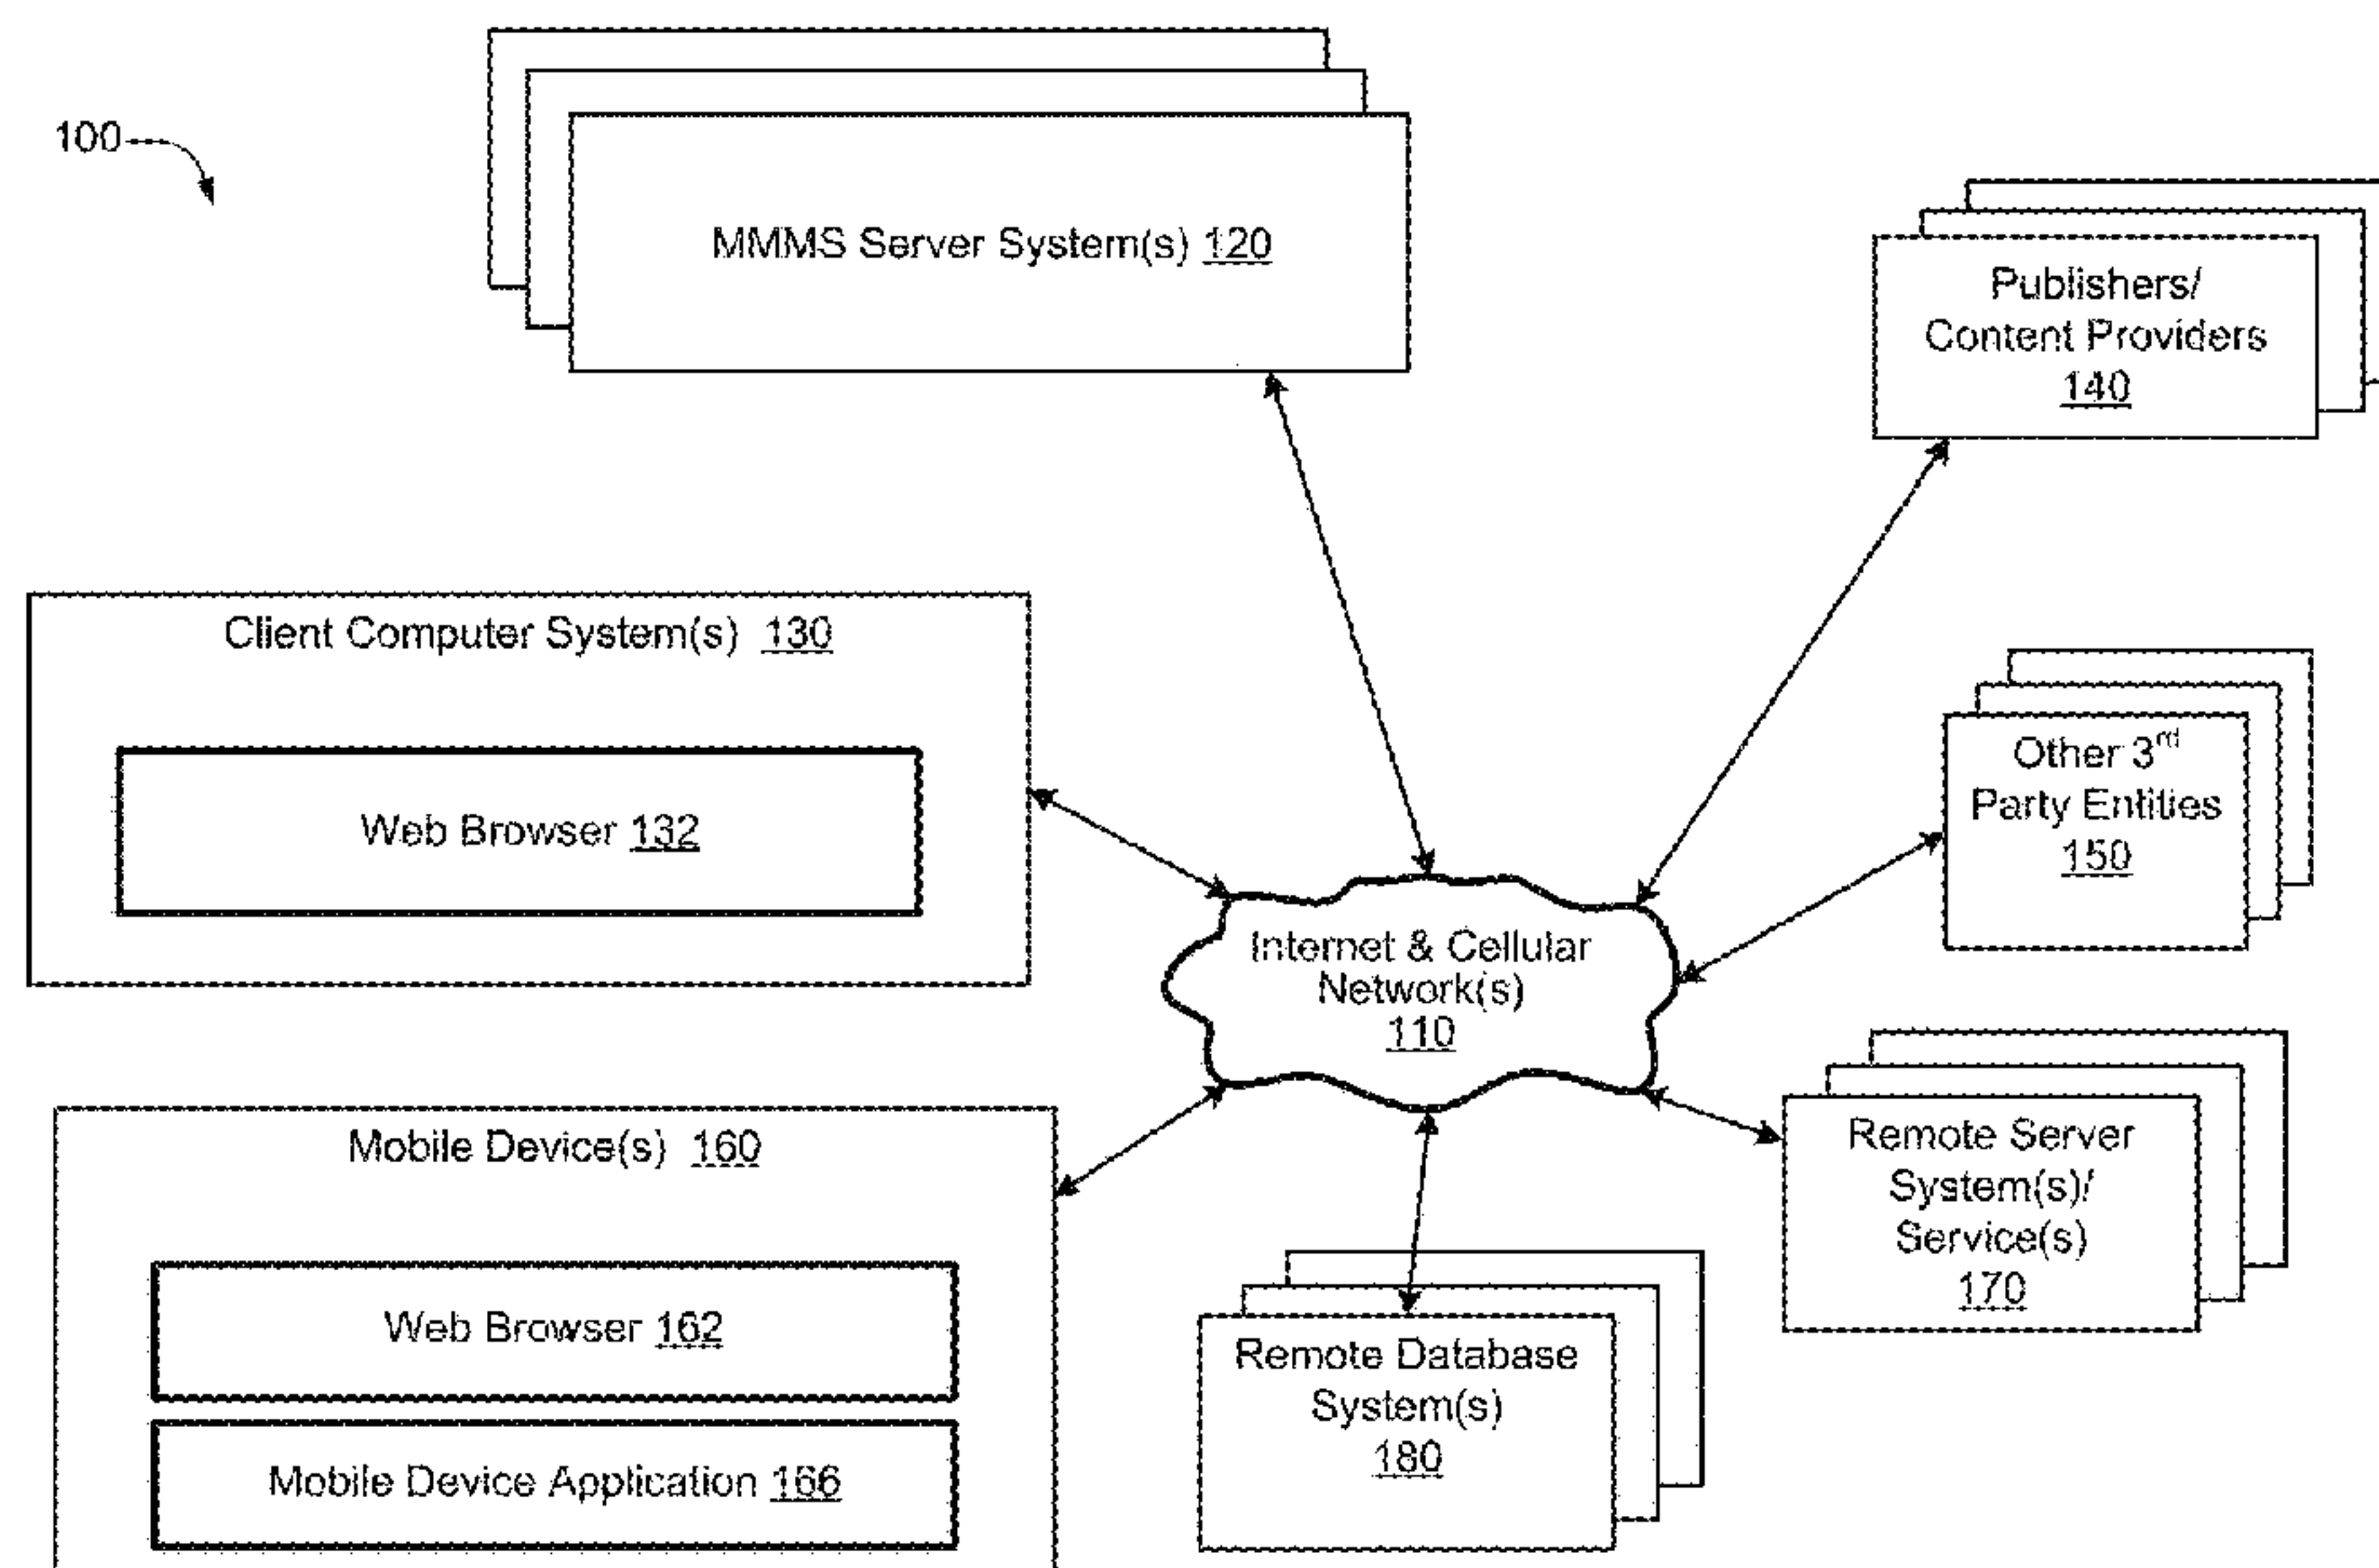 100
MMMS Server System(s) 120
Publishers/
Content Providers
140
Client Computer System(s) 130
Web Browser 132
Other 3rd
Party Entities
150
Internet & Cellular
Network(s)
110
Mobile Device(s) 160
Web Browser 162
Mobile Device Application 166
Remote Server
System(s)/
Service(s)
170
Remote Database
System(s)
180